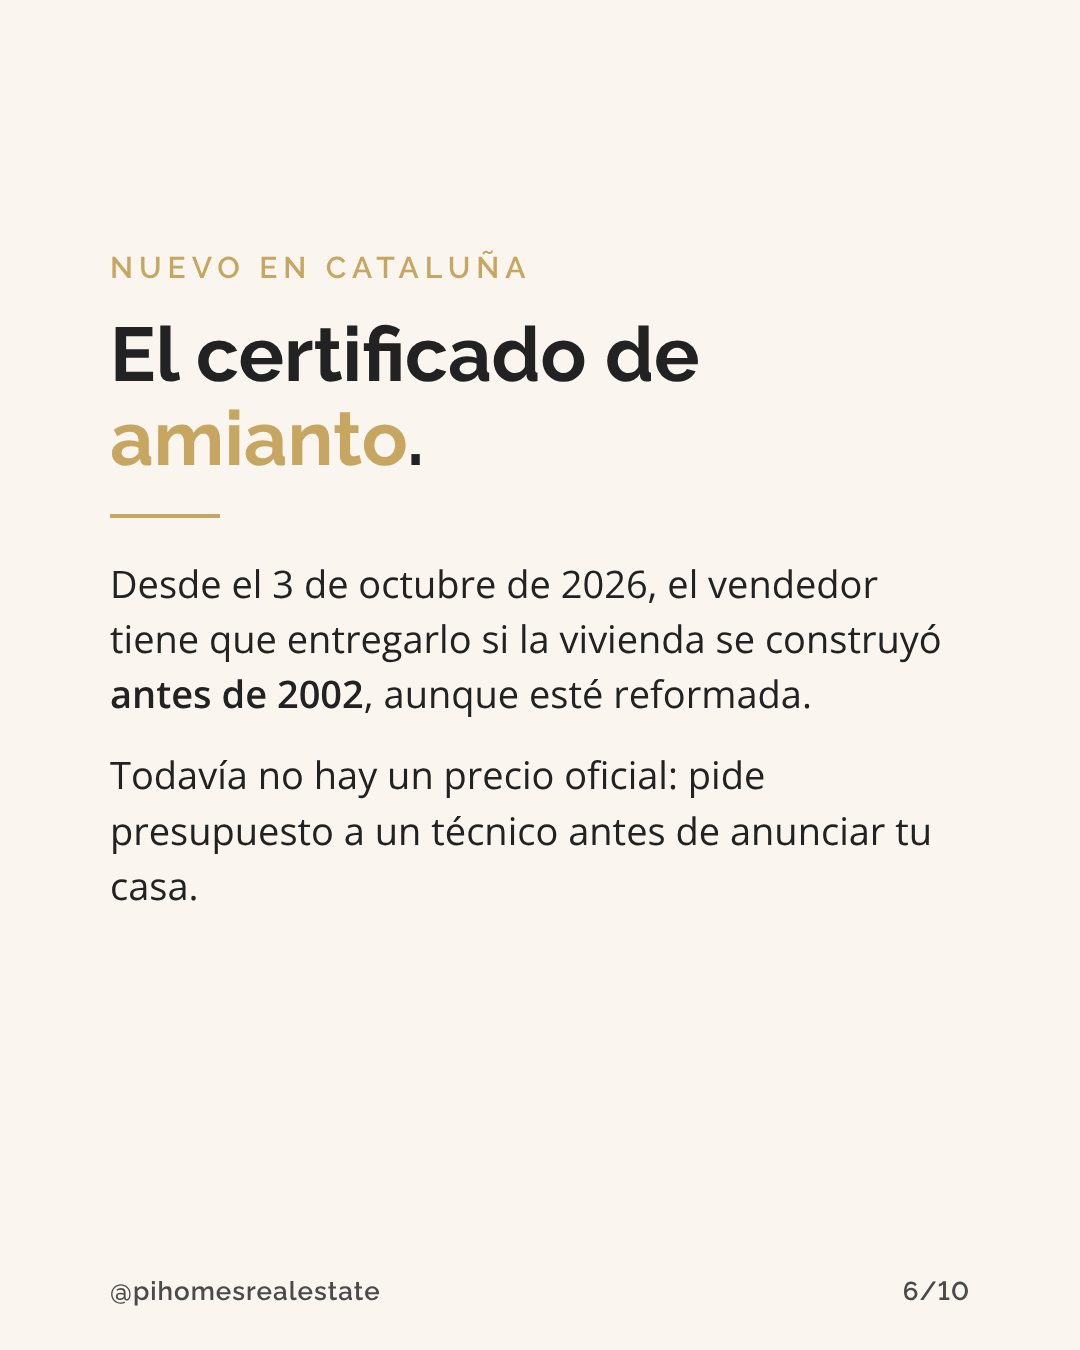 NUEVO EN CATALUÑA
El certificado de
amianto.
Desde el 3 de octubre de 2026, el vendedor
tiene que entregarlo si la vivienda se construyó
antes de 2002, aunque esté reformada.
Todavía no hay un precio oficial: pide
presupuesto a un técnico antes de anunciar tu
casa.
@pihomesrealestate
6/10